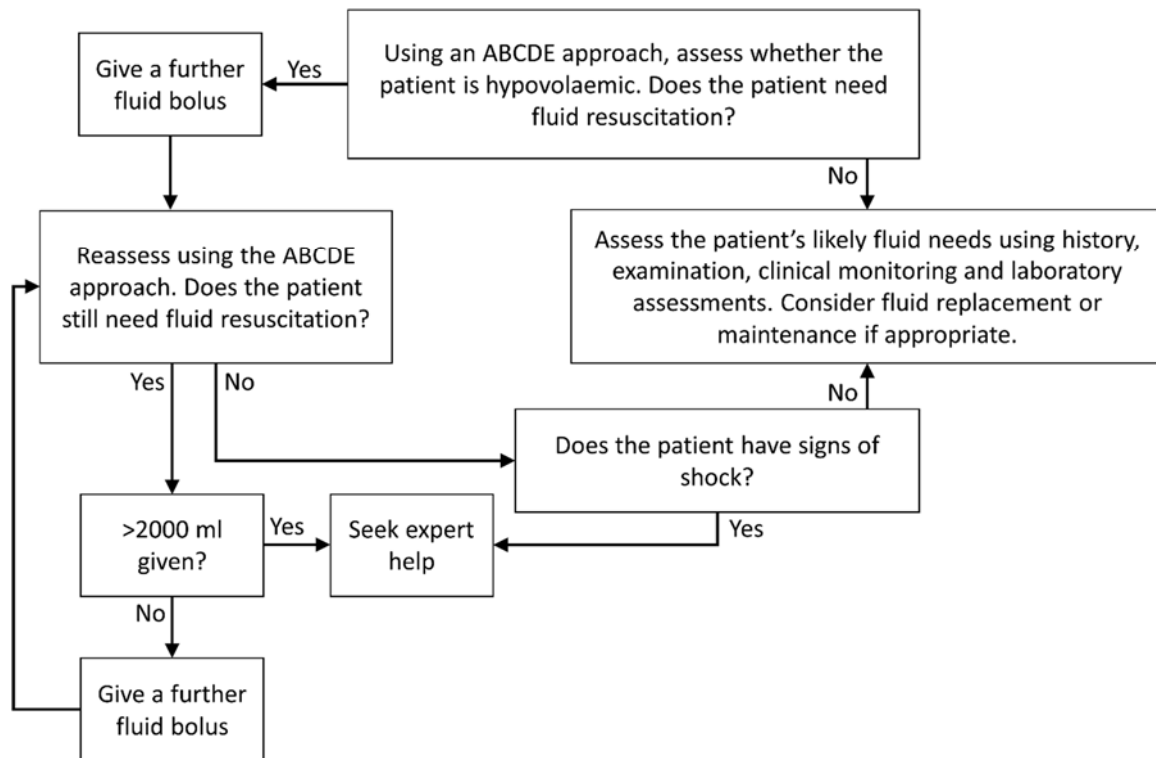 Using an ABCDE approach, assess whether the
patient is hypovolaemic. Does the patient need
fluid resuscitation?
Yes
Give a further
fluid bolus
No
Reassess using the ABCDE
approach. Does the patient
still need fluid resuscitation?
Assess the patient’s likely fluid needs using history,
examination, clinical monitoring and laboratory
assessments. Consider fluid replacement or
maintenance if appropriate.
Yes
No
No
Does the patient have signs of
shock?
>2000 ml
given?
Yes
Seek expert
help
Yes
No
Give a further
fluid bolus